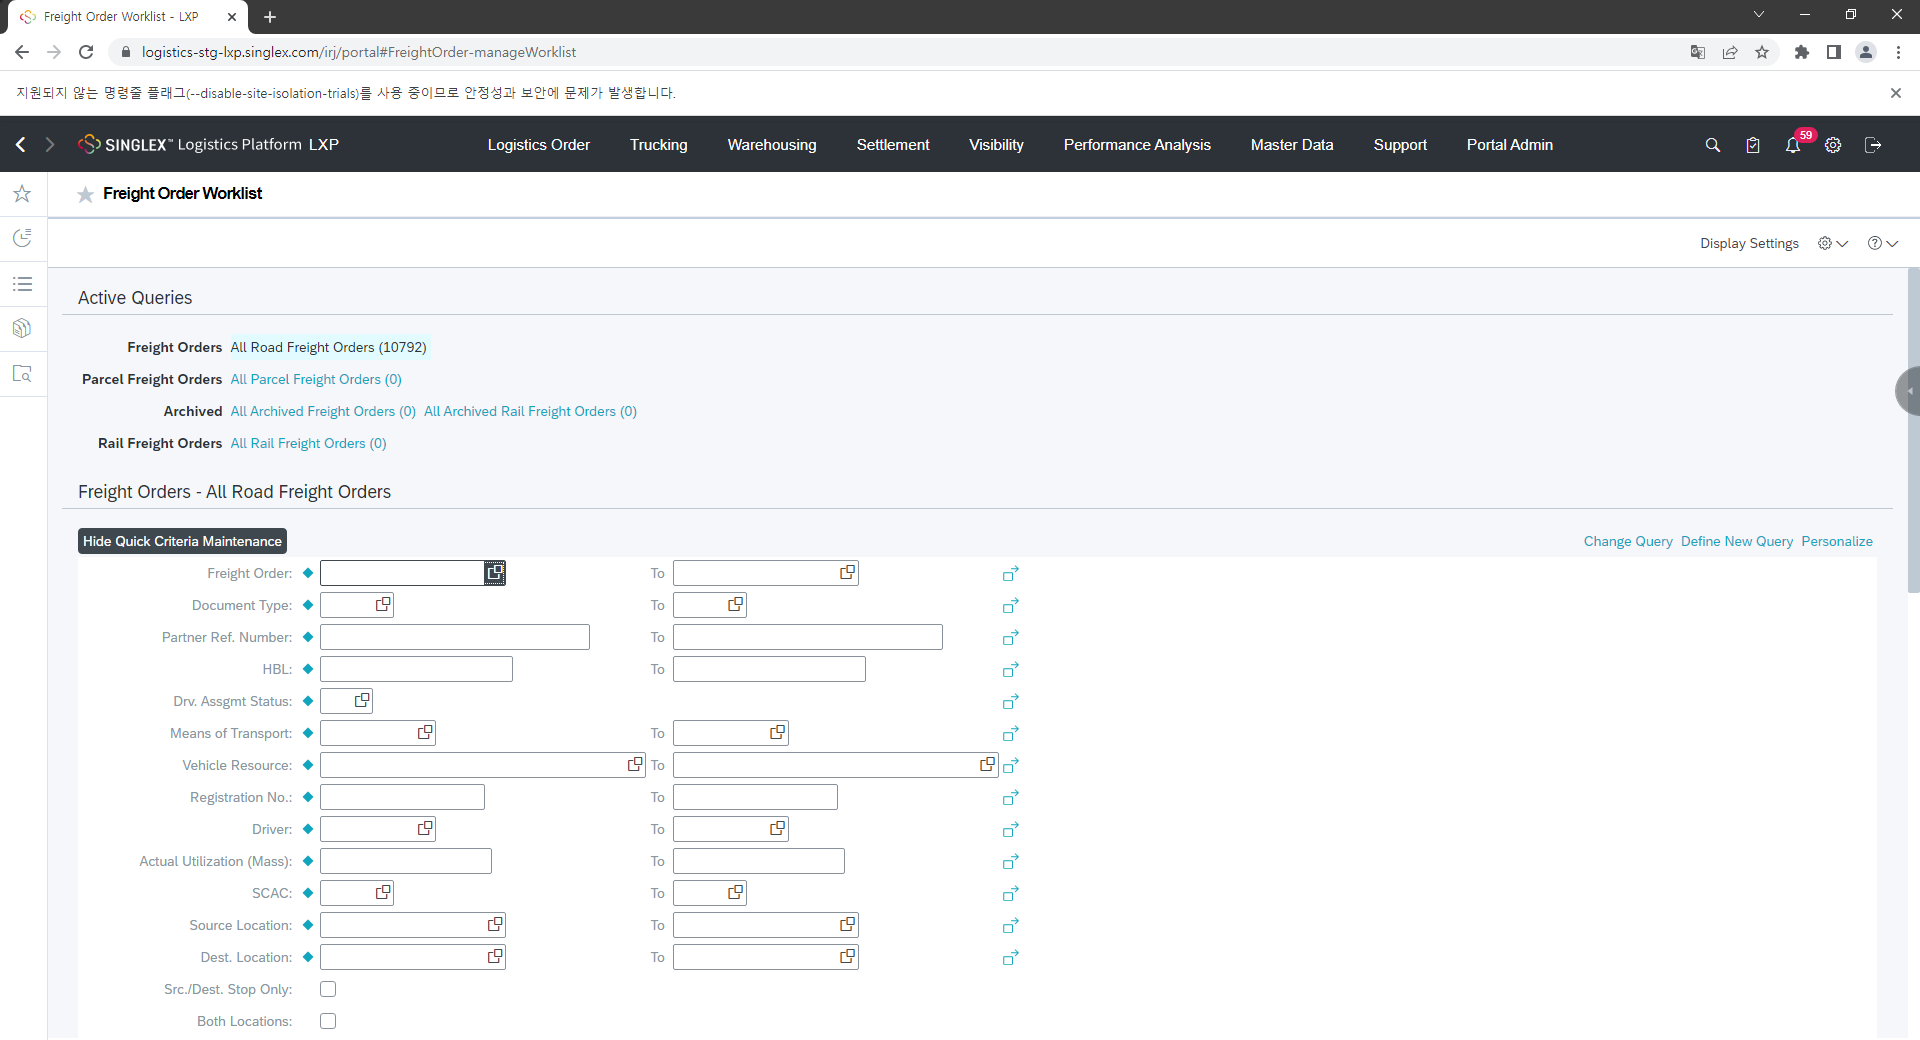 Freight Order Worklist - LXP
logistics-stg-lxp.singlex.com/irj/portal#FreightOrder-manageWorklist
지원되지 않는 명령줄 플래그(--disable-site-isolation-trials)를 사용 중이므로 안정성과 보안에 문제가 발생합니다.
SINGLEX™ Logistics Platform LXP Logistics Order Trucking Warehousing Settlement Visibility Performance Analysis Master Data Support Portal Admin 59
Freight Order Worklist
Display Settings
Active Queries
Freight Orders All Road Freight Orders (10792)
Parcel Freight Orders All Parcel Freight Orders (0)
Archived All Archived Freight Orders (0) All Archived Rail Freight Orders (0)
Rail Freight Orders All Rail Freight Orders (0)
Freight Orders - All Road Freight Orders
Hide Quick Criteria Maintenance Change Query Define New Query Personalize
Freight Order: To
Document Type: To
Partner Ref. Number: To
HBL: To
Drv. Assgmt Status:
Means of Transport: To
Vehicle Resource: To
Registration No.: To
Driver: To
Actual Utilization (Mass): To
SCAC: To
Source Location: To
Dest. Location: To
Src./Dest. Stop Only:
Both Locations: